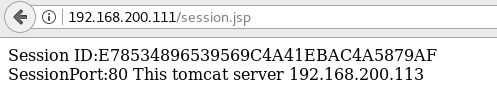 192.168.200.111/session.jsp
Session ID:E78534896539569C4A41EBAC4A5879AF
SessionPort:80 This tomcat server 192.168.200.113